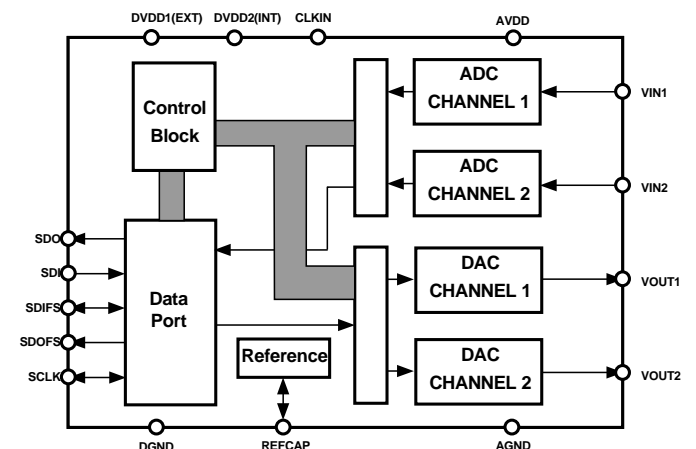 DVDD1(EXT) DVDD2(INT) CLKIN AVDD
Control
Block
ADC
CHANNEL 1
VIN1
ADC
CHANNEL 2
VIN2
SDO
SDI
SDIFS
SDOFS
SCLK
Data
Port
DAC
CHANNEL 1
VOUT1
Reference
DAC
CHANNEL 2
VOUT2
DGND REFCAP AGND